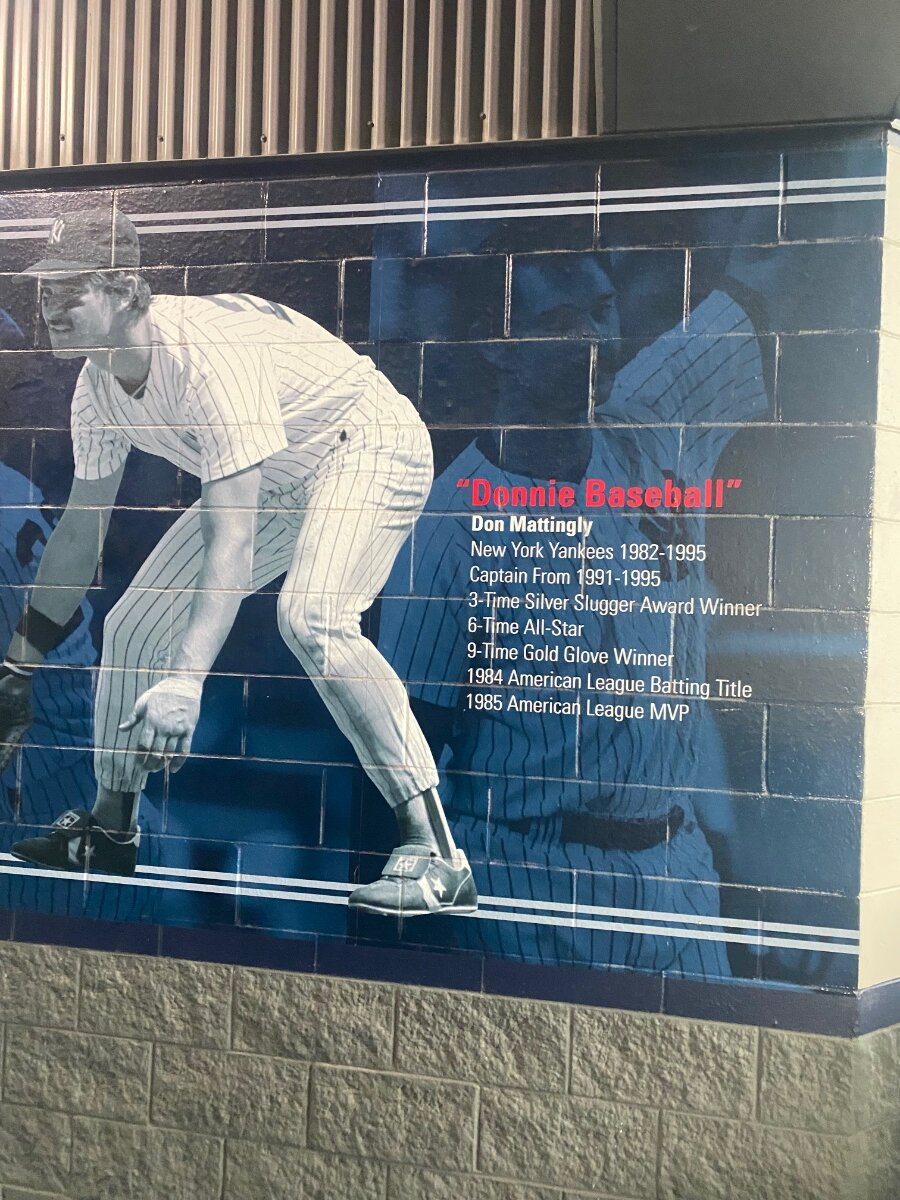 NY
"Donnie Baseball"
Don Mattingly
New York Yankees 1982-1995
Captain From 1991-1995
3-Time Silver Slugger Award Winner
6-Time All-Star
9-Time Gold Glove Winner
1984 American League Batting Title
1985 American League MVP